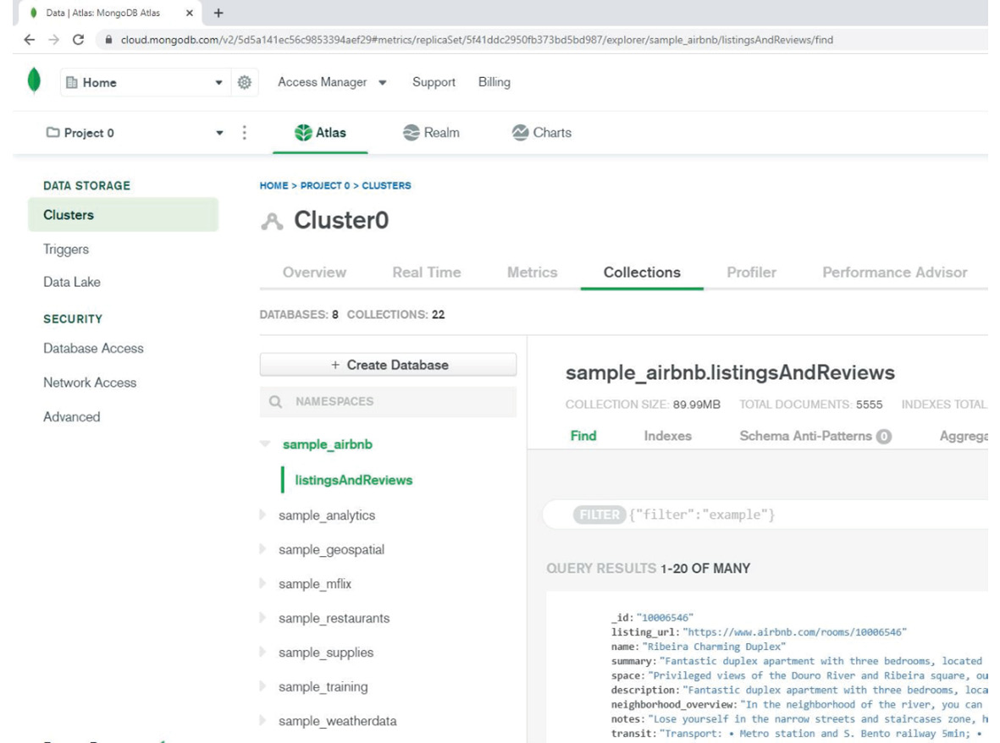 Data | Atlas: MongoDB Atlas × +
cloud.mongodb.com/v2/5d5a141ec56c9853394aef29#metrics/replicaSet/5f41ddc2950fb373bd5bd987/explorer/sample_airbnb/listingsAndReviews/find
Home Access Manager Support Billing
Project 0 Atlas Realm Charts
DATA STORAGE
Clusters
Triggers
Data Lake
SECURITY
Database Access
Network Access
Advanced
HOME > PROJECT 0 > CLUSTERS
Cluster0
Overview Real Time Metrics Collections Profiler Performance Advisor
DATABASES: 8 COLLECTIONS: 22
+ Create Database
NAMESPACES
sample_airbnb
listingsAndReviews
sample_analytics
sample_geospatial
sample_mflix
sample_restaurants
sample_supplies
sample_training
sample_weatherdata
sample_airbnb.listingsAndReviews
COLLECTION SIZE: 89.99MB TOTAL DOCUMENTS: 5555 INDEXES TOTAL
Find Indexes Schema Anti-Patterns 0 Aggrega
FILTER {"filter":"example"}
QUERY RESULTS 1-20 OF MANY
_id: "10006546"
listing_url: "https://www.airbnb.com/rooms/10006546"
name: "Ribeira Charming Duplex"
summary: "Fantastic duplex apartment with three bedrooms, located
space: "Privileged views of the Douro River and Ribeira square, ou
description: "Fantastic duplex apartment with three bedrooms, loca
neighborhood_overview: "In the neighborhood of the river, you can
notes: "Lose yourself in the narrow streets and staircases zone, h
transit: "Transport: • Metro station and S. Bento railway 5min; •